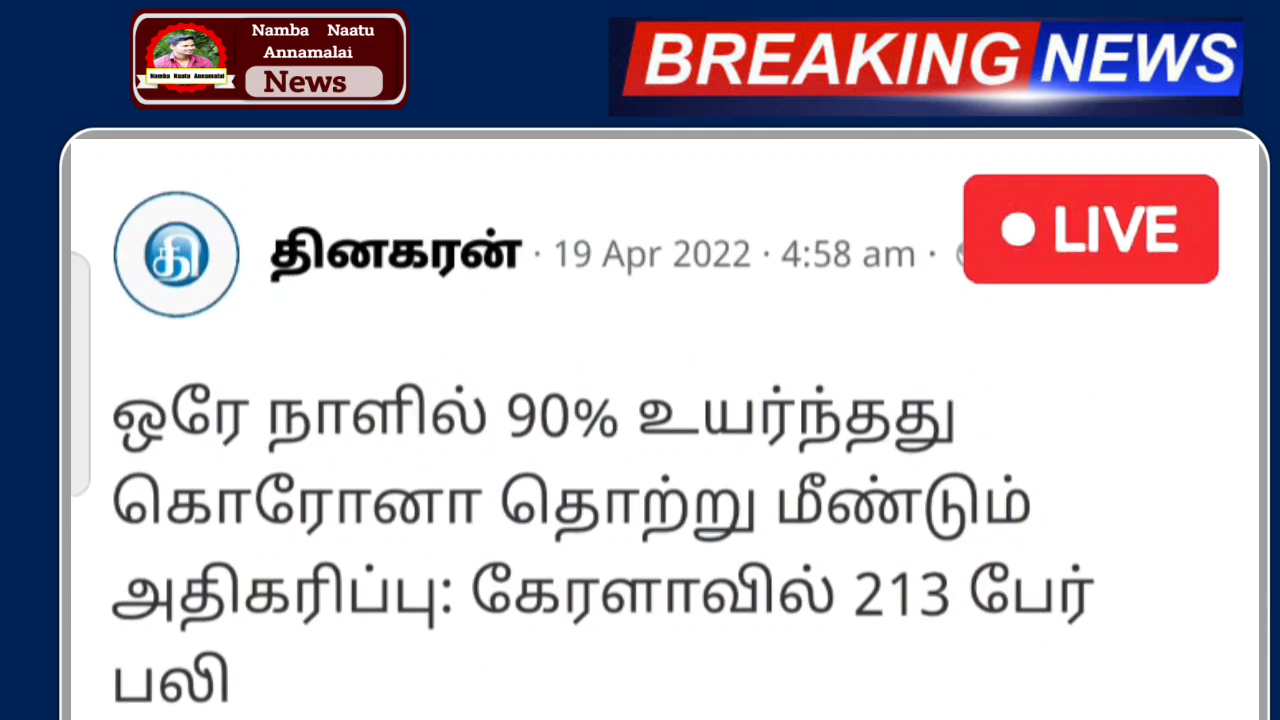 Namba Naatu
Annamalai
News
Namba Naatu Annamalai
BREAKING NEWS
தி
தினகரன் · 19 Apr 2022 · 4:58 am ·
LIVE
ஒரே நாளில் 90% உயர்ந்தது
கொரோனா தொற்று மீண்டும்
அதிகரிப்பு: கேரளாவில் 213 பேர்
பலி